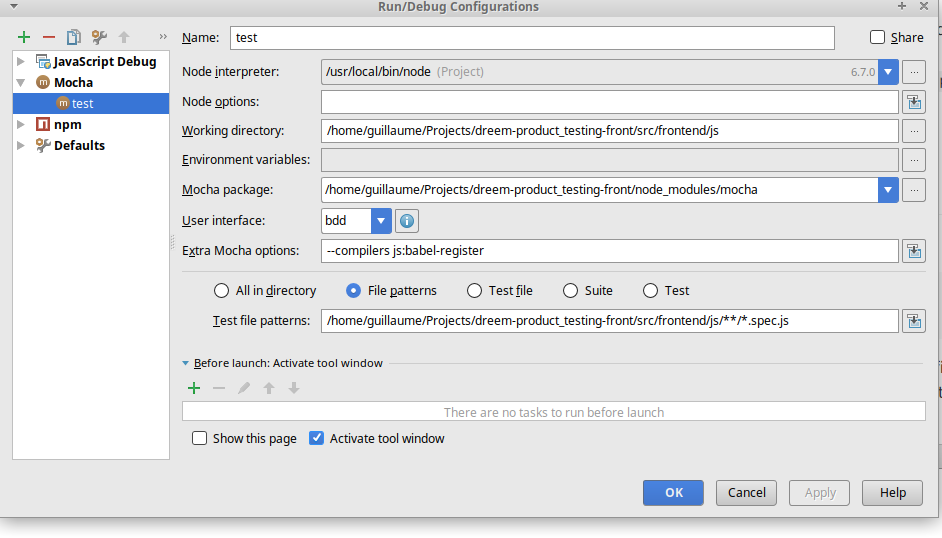 Run/Debug Configurations
Name: test Share
JavaScript Debug
Mocha
test
npm
Defaults
Node interpreter: /usr/local/bin/node (Project) 6.7.0
Node options:
Working directory: /home/guillaume/Projects/dreem-product_testing-front/src/frontend/js
Environment variables:
Mocha package: /home/guillaume/Projects/dreem-product_testing-front/node_modules/mocha
User interface: bdd
Extra Mocha options: --compilers js:babel-register
All in directory File patterns Test file Suite Test
Test file patterns: /home/guillaume/Projects/dreem-product_testing-front/src/frontend/js/**/*.spec.js
Before launch: Activate tool window
There are no tasks to run before launch
Show this page Activate tool window
OK Cancel Apply Help